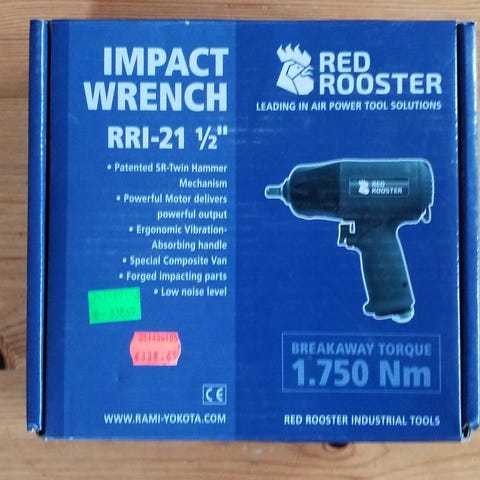 IMPACT
WRENCH
RRI-21 ½"
• Patented SR-Twin Hammer
Mechanism
• Powerful Motor delivers
powerful output
• Ergonomic Vibration-
Absorbing handle
• Special Composite Van
• Forged impacting parts
• Low noise level
RED
ROOSTER
LEADING IN AIR POWER TOOL SOLUTIONS
RED
ROOSTER
BREAKAWAY TORQUE
1.750 Nm
CE
WWW.RAMI-YOKOTA.COM
RED ROOSTER INDUSTRIAL TOOLS